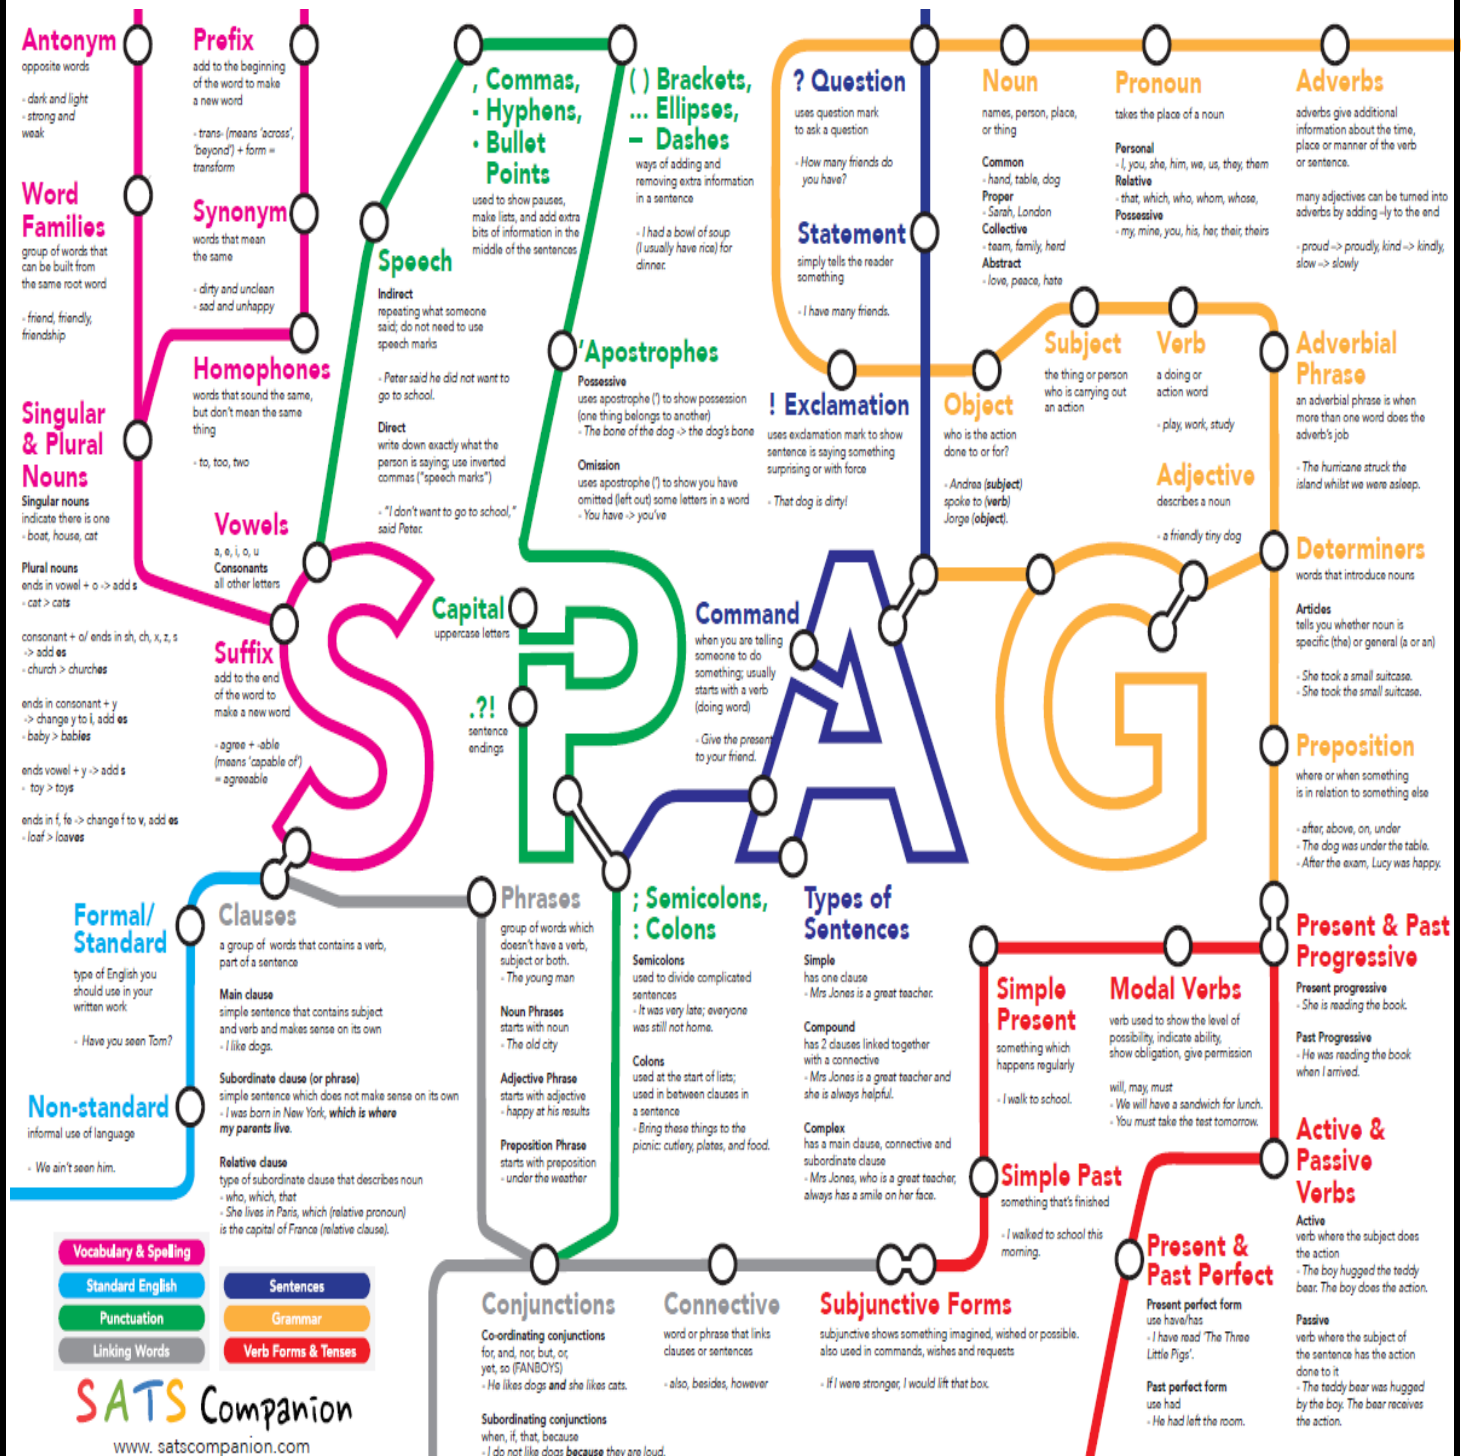 Antonym
opposite words
- dark and light
- strong and
weak
Word
Families
group of words that
can be built from
the same root word
- friend, friendly,
friendship
Singular
& Plural
Nouns
Singular nouns
indicate there is one
- boat, house, cat
Plural nouns
ends in vowel + o -> add s
- cat > cats
consonant + o/ ends in sh, ch, x, z, s
-> add es
- church > churches
ends in consonant + y
-> change y to i, add es
- baby > babies
ends vowel + y -> add s
- toy > toys
ends in f, fe -> change f to v, add es
- loaf > loaves
Prefix
add to the beginning
of the word to make
a new word
- trans- (means 'across',
'beyond') + form =
transform
Synonym
words that mean
the same
- dirty and unclean
- sad and unhappy
Homophones
words that sound the same,
but don't mean the same
thing
- to, too, two
Vowels
a, e, i, o, u
Consonants
all other letters
Suffix
add to the end
of the word to
make a new word
- agree + -able
(means 'capable of')
= agreeable
Speech
Indirect
repeating what someone
said; do not need to use
speech marks
- Peter said he did not want to
go to school.
Direct
write down exactly what the
person is saying; use inverted
commas ("speech marks")
- "I don't want to go to school,"
said Peter.
, Commas,
- Hyphens,
• Bullet
Points
used to show pauses,
make lists, and add extra
bits of information in the
middle of the sentences
( ) Brackets,
... Ellipses,
– Dashes
ways of adding and
removing extra information
in a sentence
- I had a bowl of soup
(I usually have rice) for
dinner.
'Apostrophes
Possessive
uses apostrophe (') to show possession
(one thing belongs to another)
- The bone of the dog -> the dog's bone
Omission
uses apostrophe (') to show you have
omitted (left out) some letters in a word
- You have -> you've
Capital
uppercase letters
.?!
sentence
endings
? Question
uses question mark
to ask a question
- How many friends do
you have?
Statement
simply tells the reader
something
- I have many friends.
! Exclamation
uses exclamation mark to show
sentence is saying something
surprising or with force
- That dog is dirty!
Command
when you are telling
someone to do
something; usually
starts with a verb
(doing word)
- Give the present
to your friend.
Noun
names, person, place,
or thing
Common
- hand, table, dog
Proper
- Sarah, London
Collective
- team, family, herd
Abstract
- love, peace, hate
Pronoun
takes the place of a noun
Personal
- I, you, she, him, we, us, they, them
Relative
- that, which, who, whom, whose,
Possessive
- my, mine, you, his, her, their, theirs
Adverbs
adverbs give additional
information about the time,
place or manner of the verb
or sentence.
many adjectives can be turned into
adverbs by adding –ly to the end
- proud –> proudly, kind –> kindly,
slow –> slowly
Object
who is the action
done to or for?
- Andrea (subject)
spoke to (verb)
Jorge (object).
Subject
the thing or person
who is carrying out
an action
Verb
a doing or
action word
- play, work, study
Adjective
describes a noun
- a friendly tiny dog
Adverbial
Phrase
an adverbial phrase is when
more than one word does the
adverb's job
- The hurricane struck the
island whilst we were asleep.
Determiners
words that introduce nouns
Articles
tells you whether noun is
specific (the) or general (a or an)
- She took a small suitcase.
- She took the small suitcase.
Preposition
where or when something
is in relation to something else
- after, above, on, under
- The dog was under the table.
- After the exam, Lucy was happy.
SPAG
Formal/
Standard
type of English you
should use in your
written work
- Have you seen Tom?
Non-standard
informal use of language
- We ain't seen him.
Clauses
a group of words that contains a verb,
part of a sentence
Main clause
simple sentence that contains subject
and verb and makes sense on its own
- I like dogs.
Subordinate clause (or phrase)
simple sentence which does not make sense on its own
- I was born in New York, which is where
my parents live.
Relative clause
type of subordinate clause that describes noun
- who, which, that
- She lives in Paris, which (relative pronoun)
is the capital of France (relative clause).
Phrases
group of words which
doesn't have a verb,
subject or both.
- The young man
Noun Phrases
starts with noun
- The old city
Adjective Phrase
starts with adjective
- happy at his results
Preposition Phrase
starts with preposition
- under the weather
; Semicolons,
: Colons
Semicolons
used to divide complicated
sentences
- It was very late; everyone
was still not home.
Colons
used at the start of lists;
used in between clauses in
a sentence
- Bring these things to the
picnic: cutlery, plates, and food.
Types of
Sentences
Simple
has one clause
- Mrs Jones is a great teacher.
Compound
has 2 clauses linked together
with a connective
- Mrs Jones is a great teacher and
she is always helpful.
Complex
has a main clause, connective and
subordinate clause
- Mrs Jones, who is a great teacher,
always has a smile on her face.
Simple
Present
something which
happens regularly
- I walk to school.
Modal Verbs
verb used to show the level of
possibility, indicate ability,
show obligation, give permission
will, may, must
- We will have a sandwich for lunch.
- You must take the test tomorrow.
Present & Past
Progressive
Present progressive
- She is reading the book.
Past Progressive
- He was reading the book
when I arrived.
Simple Past
something that's finished
- I walked to school this
morning.
Active &
Passive
Verbs
Active
verb where the subject does
the action
- The boy hugged the teddy
bear. The boy does the action.
Passive
verb where the subject of
the sentence has the action
done to it
- The teddy bear was hugged
by the boy. The bear receives
the action.
Present &
Past Perfect
Present perfect form
use have/has
- I have read 'The Three
Little Pigs'.
Past perfect form
use had
- He had left the room.
Conjunctions
Co-ordinating conjunctions
for, and, nor, but, or,
yet, so (FANBOYS)
- He likes dogs and she likes cats.
Subordinating conjunctions
when, if, that, because
- I do not like dogs because they are loud.
Connective
word or phrase that links
clauses or sentences
- also, besides, however
Subjunctive Forms
subjunctive shows something imagined, wished or possible.
also used in commands, wishes and requests
- If I were stronger, I would lift that box.
Vocabulary & Spelling
Standard English
Punctuation
Linking Words
Sentences
Grammar
Verb Forms & Tenses
SATS Companion
www. satscompanion.com